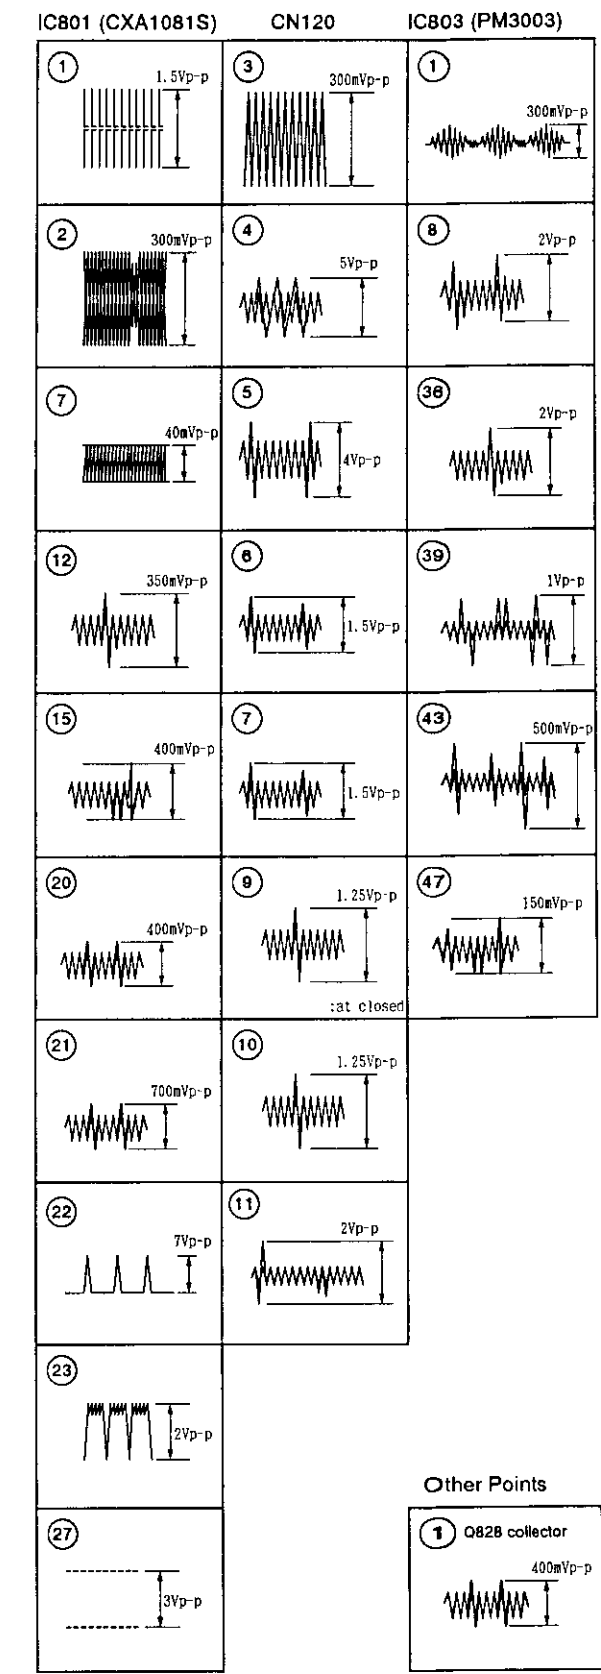 IC801 (CXA1081S)
1
1.5Vp-p
2
300mVp-p
7
40mVp-p
12
350mVp-p
15
400mVp-p
20
400mVp-p
21
700mVp-p
22
7Vp-p
23
2Vp-p
27
3Vp-p
CN120
3
300mVp-p
4
5Vp-p
5
4Vp-p
6
1.5Vp-p
7
1.5Vp-p
9
1.25Vp-p
:at closed
10
1.25Vp-p
11
2Vp-p
IC803 (PM3003)
1
300mVp-p
8
2Vp-p
36
2Vp-p
39
1Vp-p
43
500mVp-p
47
150mVp-p
Other Points
1 Q828 collector
400mVp-p